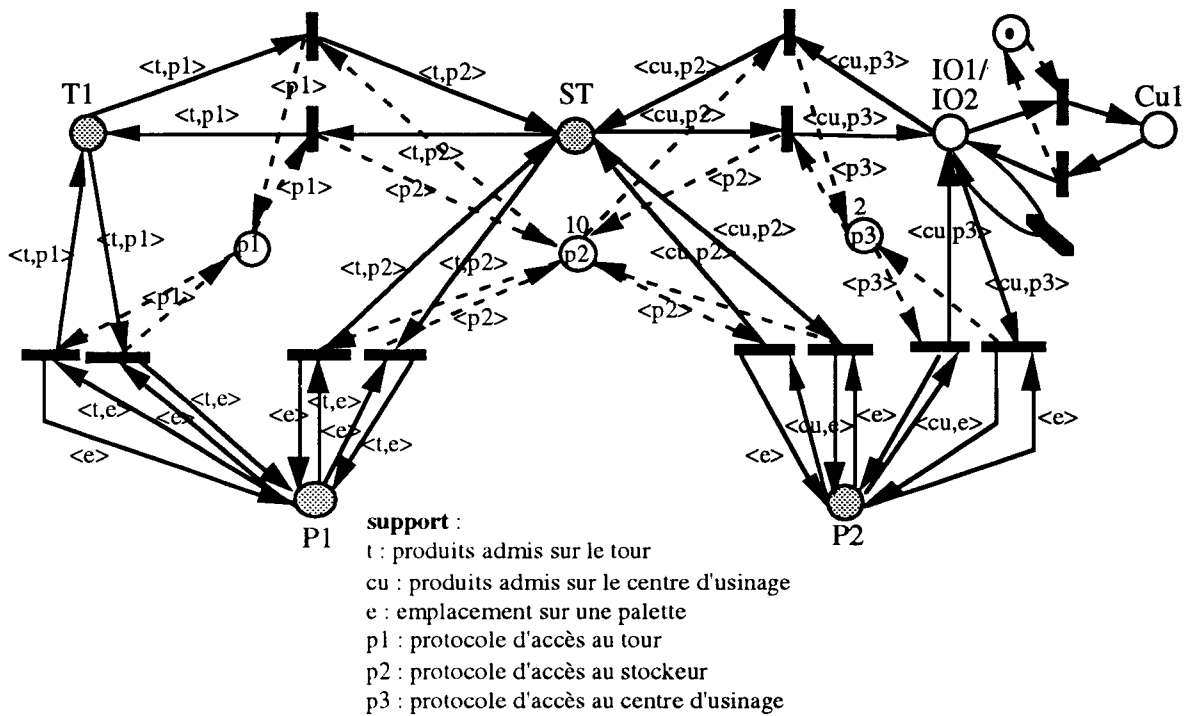 <t,p1>
<p1>
<t,p2>
<cu,p2>
<cu,p3>
IO1/
IO2
T1
ST
Cu1
<t,p1>
<t,p2>
<cu,p2>
<cu,p3>
<p1>
<p2>
<p2>
<p3>
2
10
p1
p2
p3
<t,p1>
<t,p1>
<t,p2>
<t,p2>
<cu,p2>
<cu,p2>
<cu,p3>
<cu,p3>
<p1>
<p2>
<p2>
<p3>
<t,e>
<e>
<t,e>
<e>
<e>
<t,e>
<e>
<t,e>
<e>
<cu,e>
<e>
<cu,e>
<e>
P1
P2
support :
t : produits admis sur le tour
cu : produits admis sur le centre d'usinage
e : emplacement sur une palette
p1 : protocole d'accès au tour
p2 : protocole d'accès au stockeur
p3 : protocole d'accès au centre d'usinage